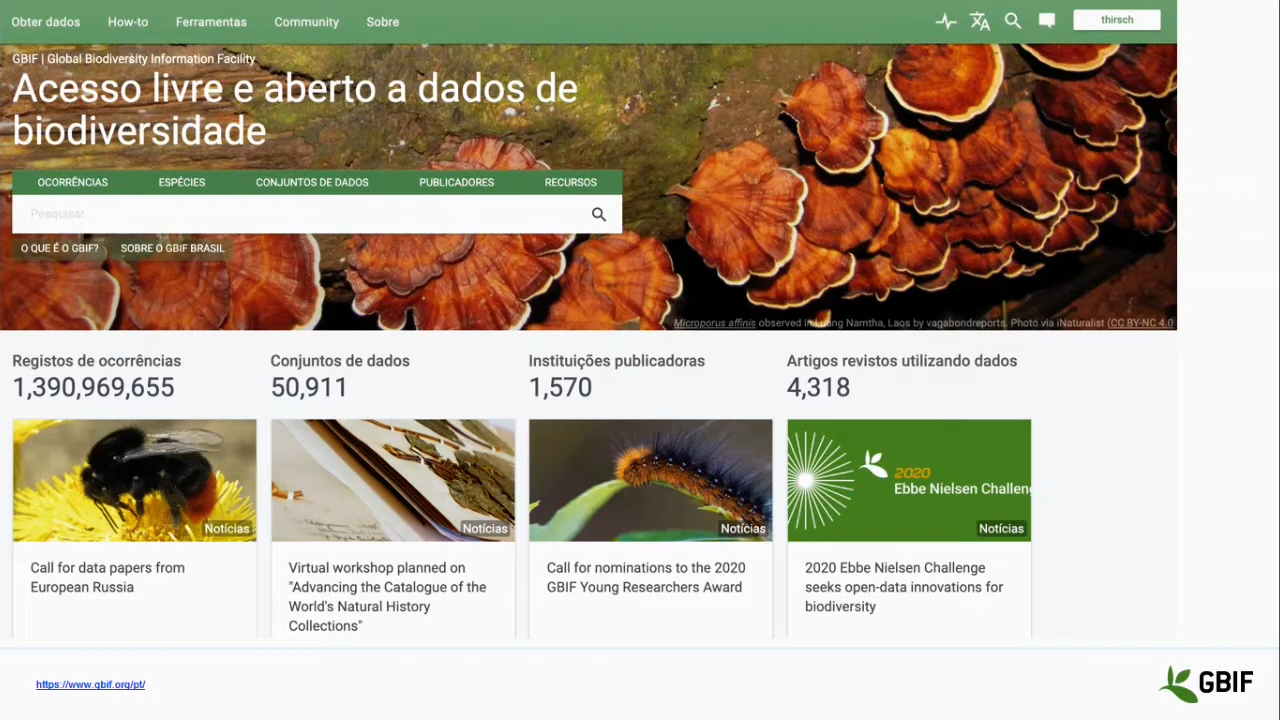 Obter dados How-to Ferramentas Community Sobre thirsch
GBIF | Global Biodiversity Information Facility
Acesso livre e aberto a dados de
biodiversidade
OCORRÊNCIAS ESPÉCIES CONJUNTOS DE DADOS PUBLICADORES RECURSOS
Pesquisar
O QUE É O GBIF? SOBRE O GBIF BRASIL
Microporus affinis observed in Luang Namtha, Laos by vagabondreports. Photo via iNaturalist (CC BY-NC 4.0
Registos de ocorrências
1,390,969,655
Conjuntos de dados
50,911
Instituições publicadoras
1,570
Artigos revistos utilizando dados
4,318
Notícias
Call for data papers from
European Russia
Notícias
Virtual workshop planned on
"Advancing the Catalogue of the
World's Natural History
Collections"
Notícias
Call for nominations to the 2020
GBIF Young Researchers Award
2020
Ebbe Nielsen Challeng
Notícias
2020 Ebbe Nielsen Challenge
seeks open-data innovations for
biodiversity
https://www.gbif.org/pt/
GBIF